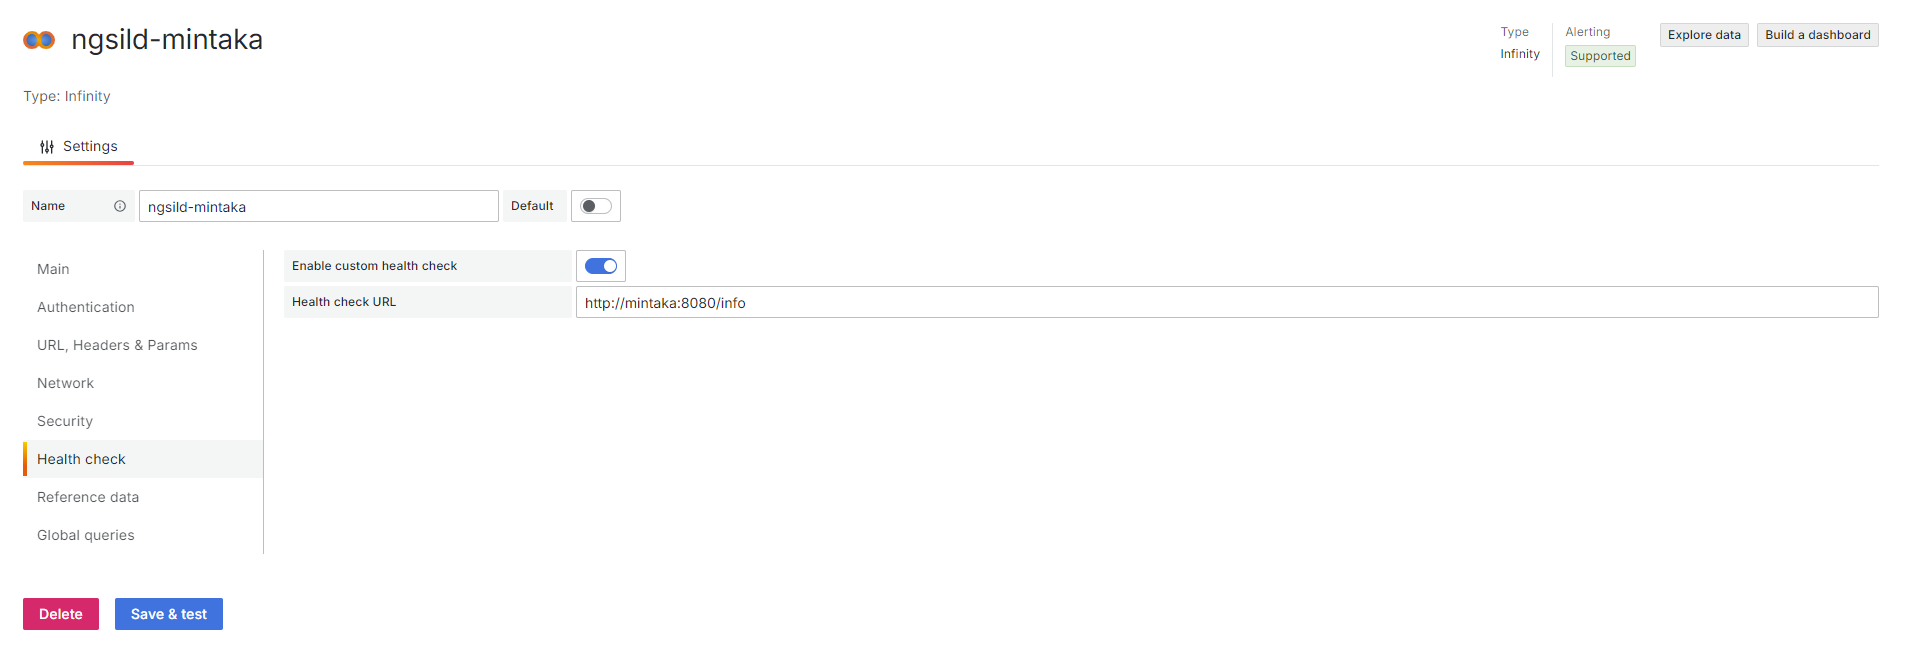 ngsild-mintaka
Type
Infinity
Alerting
Supported
Explore data
Build a dashboard
Type: Infinity
Settings
Name
ngsild-mintaka
Default
Main
Authentication
URL, Headers & Params
Network
Security
Health check
Reference data
Global queries
Enable custom health check
Health check URL
http://mintaka:8080/info
Delete
Save & test